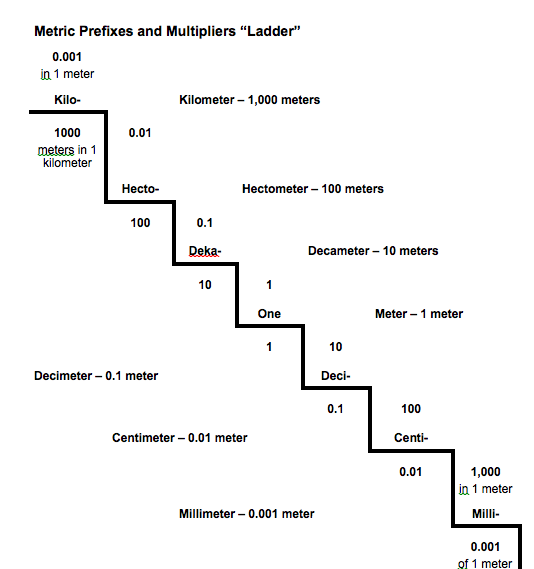 Metric Prefixes and Multipliers “Ladder”
0.001
in 1 meter
Kilo-
Kilometer – 1,000 meters
1000
meters in 1
kilometer
0.01
Hecto-
Hectometer – 100 meters
100
0.1
Deka-
Decameter – 10 meters
10
1
One
Meter – 1 meter
1
10
Decimeter – 0.1 meter
Deci-
0.1
100
Centimeter – 0.01 meter
Centi-
0.01
1,000
in 1 meter
Millimeter – 0.001 meter
Milli-
0.001
of 1 meter